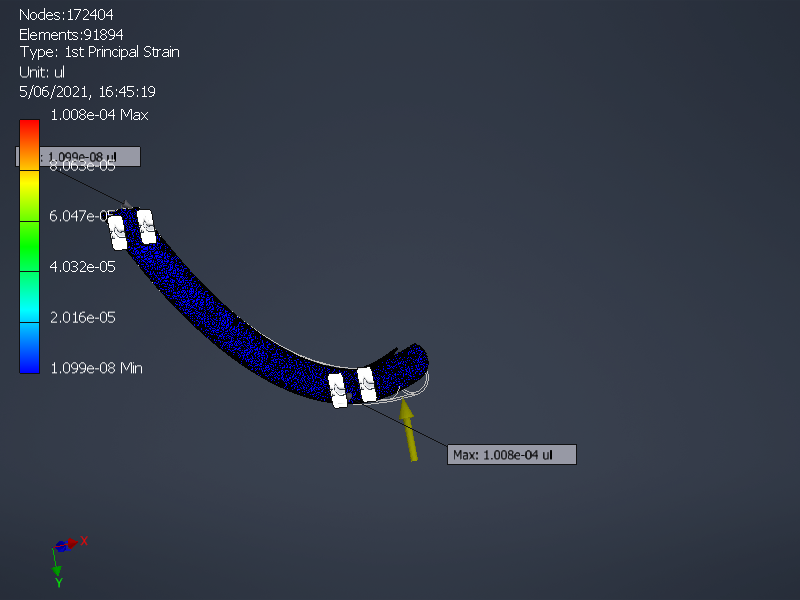 Nodes:172404
Elements:91894
Type: 1st Principal Strain
Unit: ul
5/06/2021, 16:45:19
1.008e-04 Max
: 1.099e-08 ul
8.063e-05
6.047e-05
4.032e-05
2.016e-05
1.099e-08 Min
Max: 1.008e-04 ul
X
Y